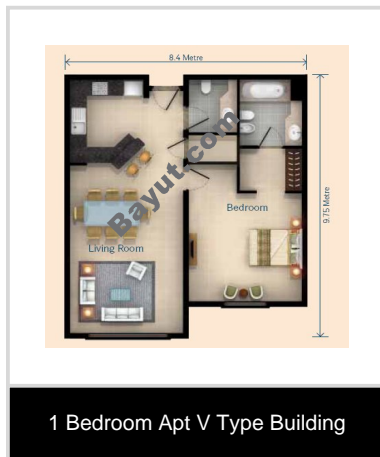 8.4 Metre
Bayut.com
Bedroom
9.75 Metre
Living Room
1 Bedroom Apt V Type Building